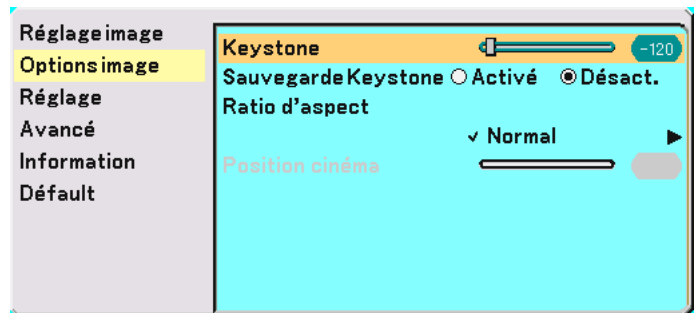 Réglage image
Options image
Réglage
Avancé
Information
Défault
Keystone -120
Sauvegarde Keystone Activé Désact.
Ratio d'aspect
✓ Normal
Position cinéma